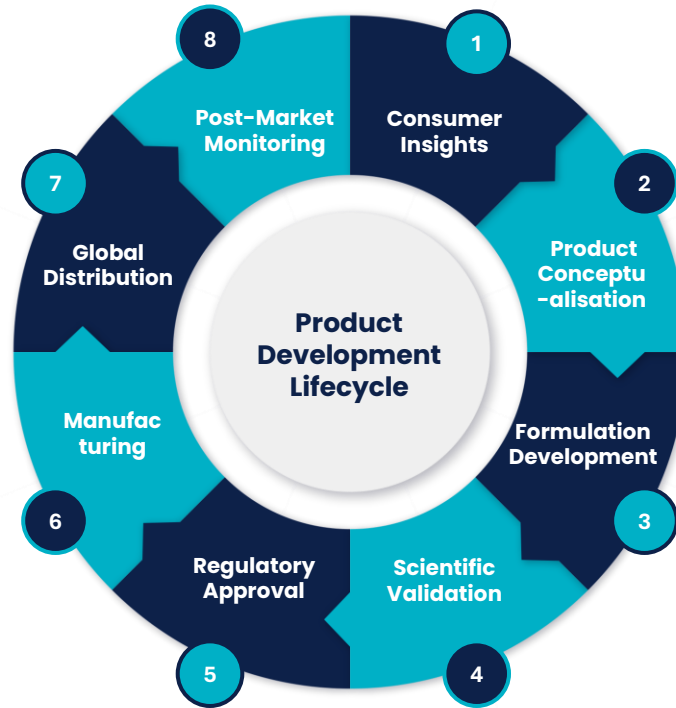 1
Consumer
Insights
2
Product
Conceptu
-alisation
3
Formulation
Development
4
Scientific
Validation
5
Regulatory
Approval
6
Manufac
turing
7
Global
Distribution
8
Post-Market
Monitoring
Product
Development
Lifecycle